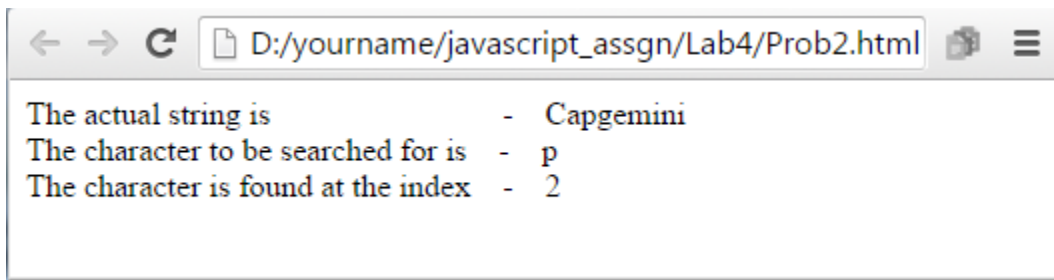 D:/yourname/javascript_assgn/Lab4/Prob2.html
The actual string is - Capgemini
The character to be searched for is - p
The character is found at the index - 2